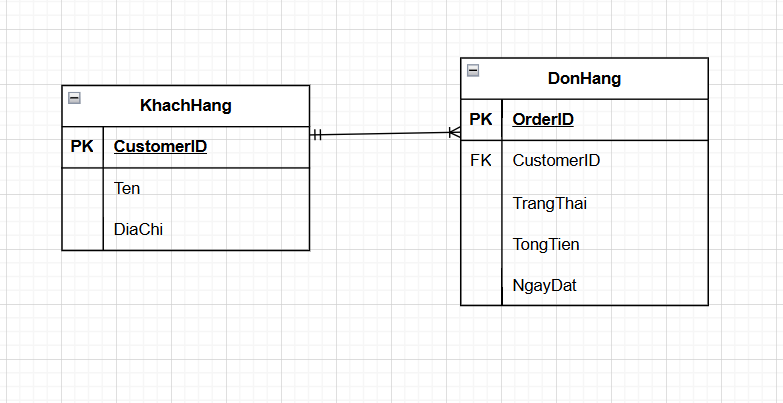 KhachHang
PK CustomerID
Ten
DiaChi
DonHang
PK OrderID
FK CustomerID
TrangThai
TongTien
NgayDat